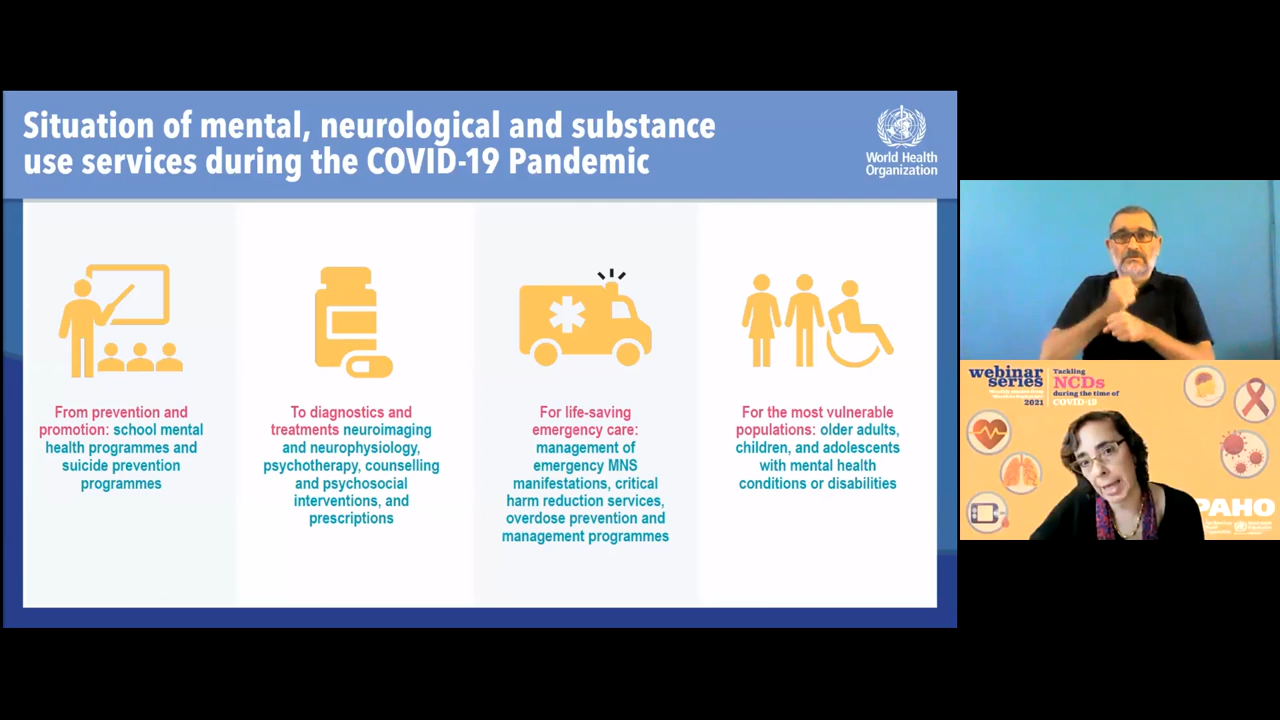 Situation of mental, neurological and substance
use services during the COVID-19 Pandemic
World Health
Organization
From prevention and
promotion: school mental
health programmes and
suicide prevention
programmes
To diagnostics and
treatments neuroimaging
and neurophysiology,
psychotherapy, counselling
and psychosocial
interventions, and
prescriptions
For life-saving
emergency care:
management of
emergency MNS
manifestations, critical
harm reduction services,
overdose prevention and
management programmes
For the most vulnerable
populations: older adults,
children, and adolescents
with mental health
conditions or disabilities
webinar
series
2021
Tackling
NCDs
during the time of
COVID-19
PAHO